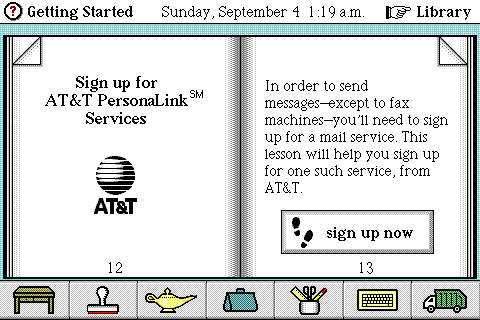 Getting Started
Sunday, September 4 1:19 a.m.
Library
Sign up for
AT&T PersonaLink SM
Services
AT&T
12
In order to send
messages—except to fax
machines—you'll need to sign
up for a mail service. This
lesson will help you sign up
for one such service, from
AT&T.
sign up now
13